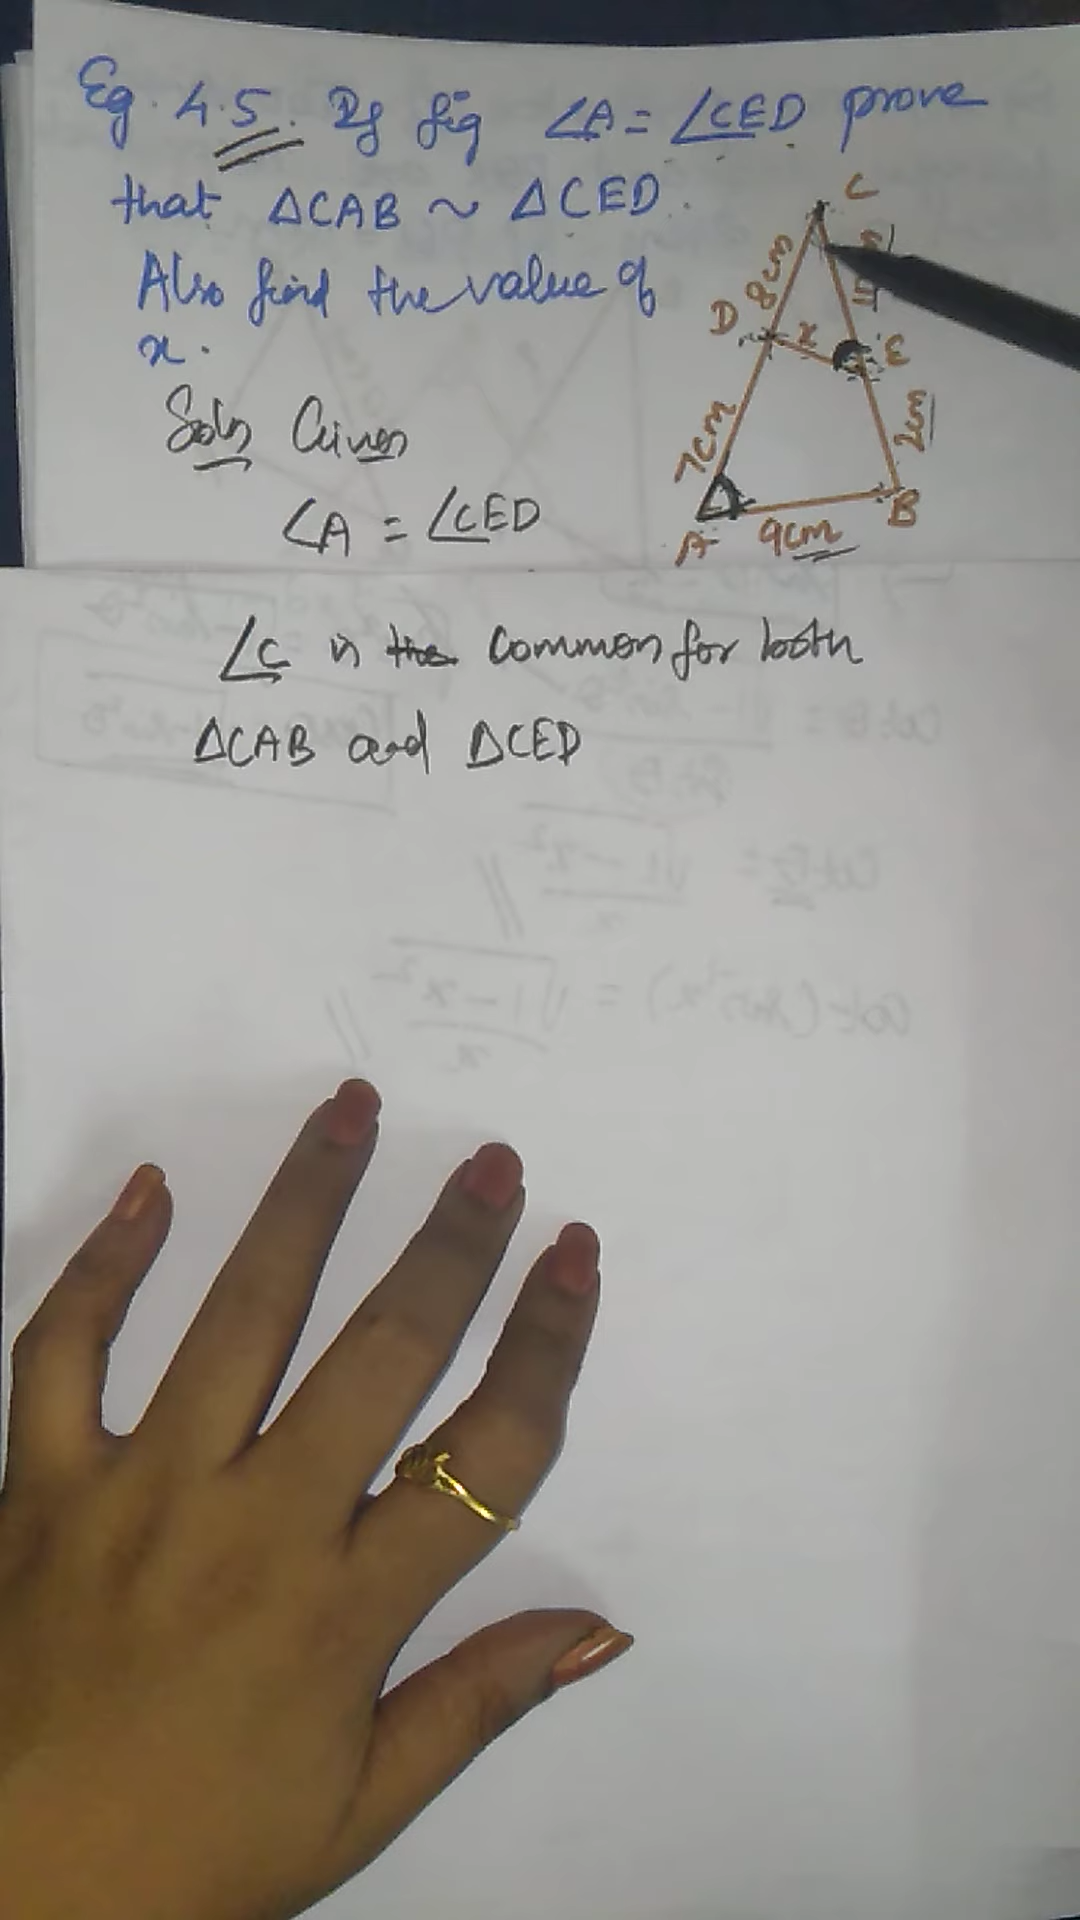 Eg. 4.5. If fig ∠A = ∠CED prove
that ΔCAB ~ ΔCED.
Also find the value of
x.
Soln Given
∠A = ∠CED
∠C is the common for both
ΔCAB and ΔCED
C
8cm
D x E
7cm 2cm
A 9cm B